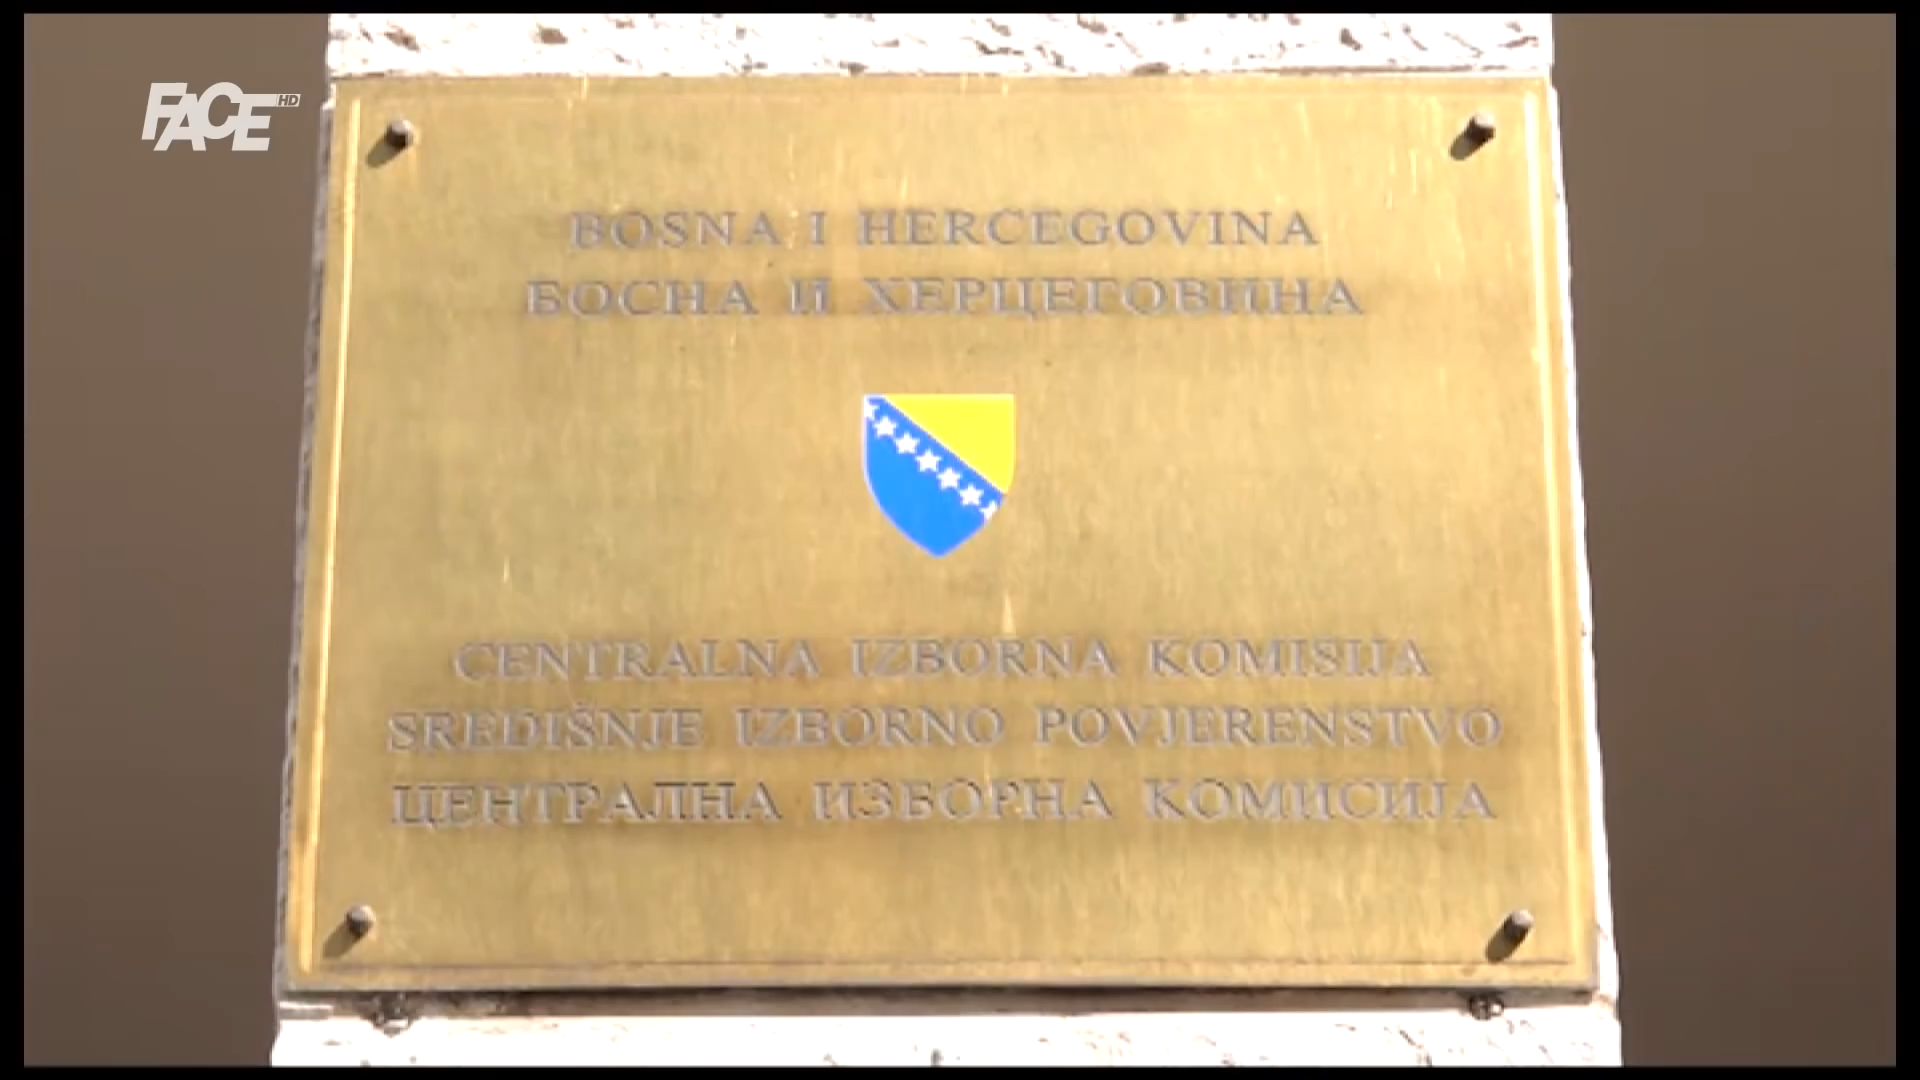 FACE HD
BOSNA I HERCEGOVINA
БОСНА И ХЕРЦЕГОВИНА
CENTRALNA IZBORNA KOMISIJA
SREDIŠNJE IZBORNO POVJERENSTVO
ЦЕНТРАЛНА ИЗБОРНА КОМИСИЈА